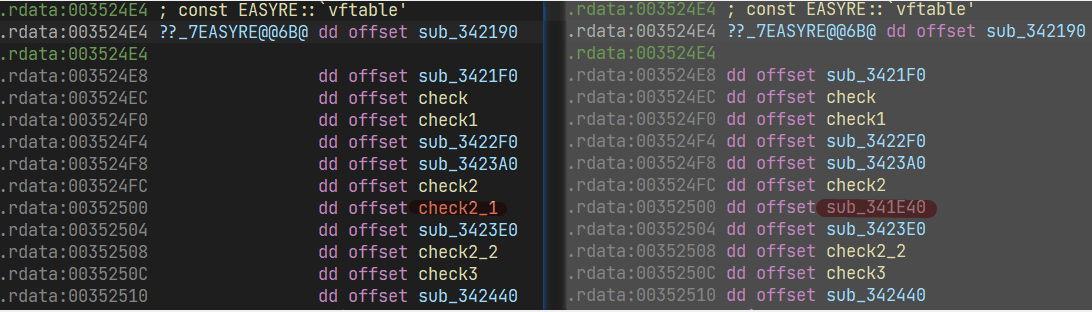 .rdata:003524E4 ; const EASYRE::`vftable'
.rdata:003524E4 ??_7EASYRE@@6B@ dd offset sub_342190
.rdata:003524E4
.rdata:003524E8 dd offset sub_3421F0
.rdata:003524EC dd offset check
.rdata:003524F0 dd offset check1
.rdata:003524F4 dd offset sub_3422F0
.rdata:003524F8 dd offset sub_3423A0
.rdata:003524FC dd offset check2
.rdata:00352500 dd offset check2_1
.rdata:00352504 dd offset sub_3423E0
.rdata:00352508 dd offset check2_2
.rdata:0035250C dd offset check3
.rdata:00352510 dd offset sub_342440
.rdata:003524E4 ; const EASYRE::`vftable'
.rdata:003524E4 ??_7EASYRE@@6B@ dd offset sub_342190
.rdata:003524E4
.rdata:003524E8 dd offset sub_3421F0
.rdata:003524EC dd offset check
.rdata:003524F0 dd offset check1
.rdata:003524F4 dd offset sub_3422F0
.rdata:003524F8 dd offset sub_3423A0
.rdata:003524FC dd offset check2
.rdata:00352500 dd offset sub_341E40
.rdata:00352504 dd offset sub_3423E0
.rdata:00352508 dd offset check2_2
.rdata:0035250C dd offset check3
.rdata:00352510 dd offset sub_342440